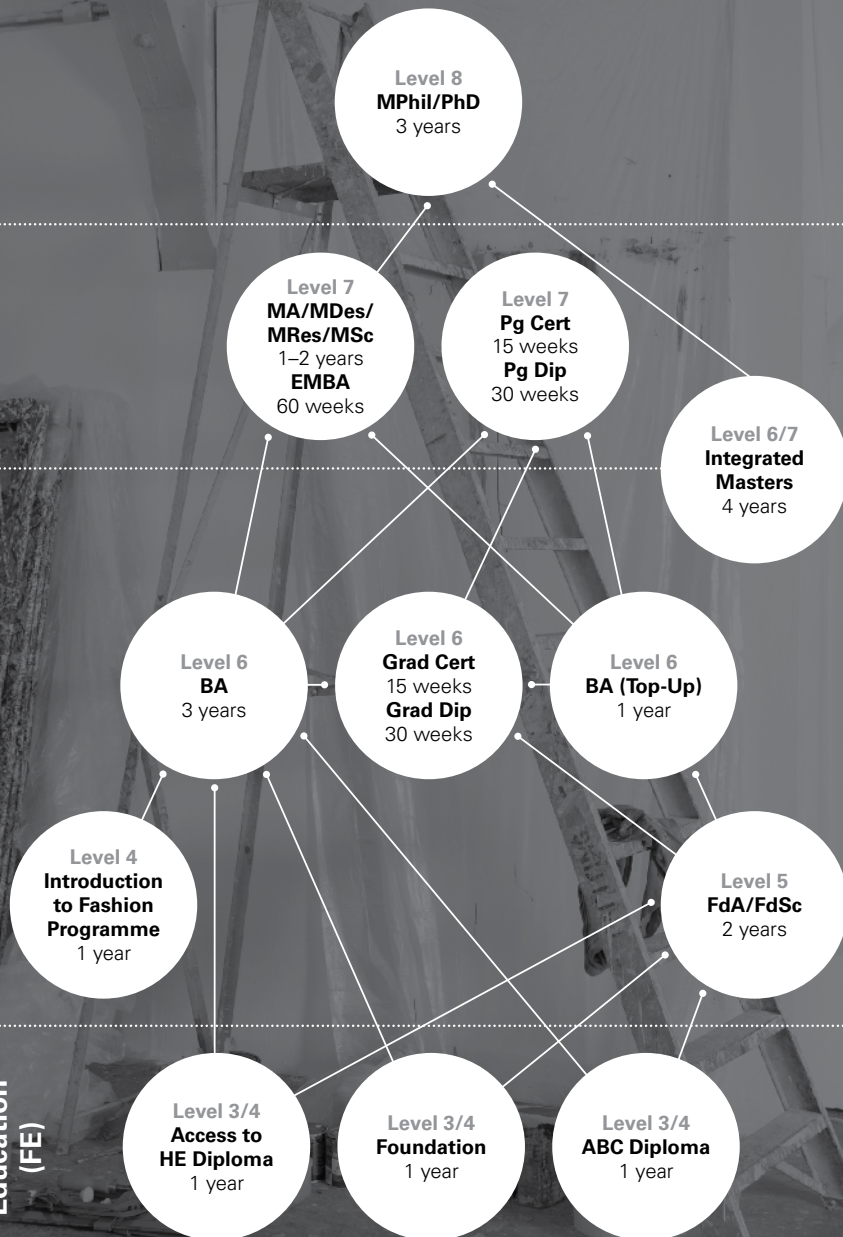 Level 8
MPhil/PhD
3 years
Level 7
MA/MDes/
MRes/MSc
1–2 years
EMBA
60 weeks
Level 7
Pg Cert
15 weeks
Pg Dip
30 weeks
Level 6/7
Integrated
Masters
4 years
Level 6
BA
3 years
Level 6
Grad Cert
15 weeks
Grad Dip
30 weeks
Level 6
BA (Top-Up)
1 year
Level 4
Introduction
to Fashion
Programme
1 year
Level 5
FdA/FdSc
2 years
Education
(FE)
Level 3/4
Access to
HE Diploma
1 year
Level 3/4
Foundation
1 year
Level 3/4
ABC Diploma
1 year